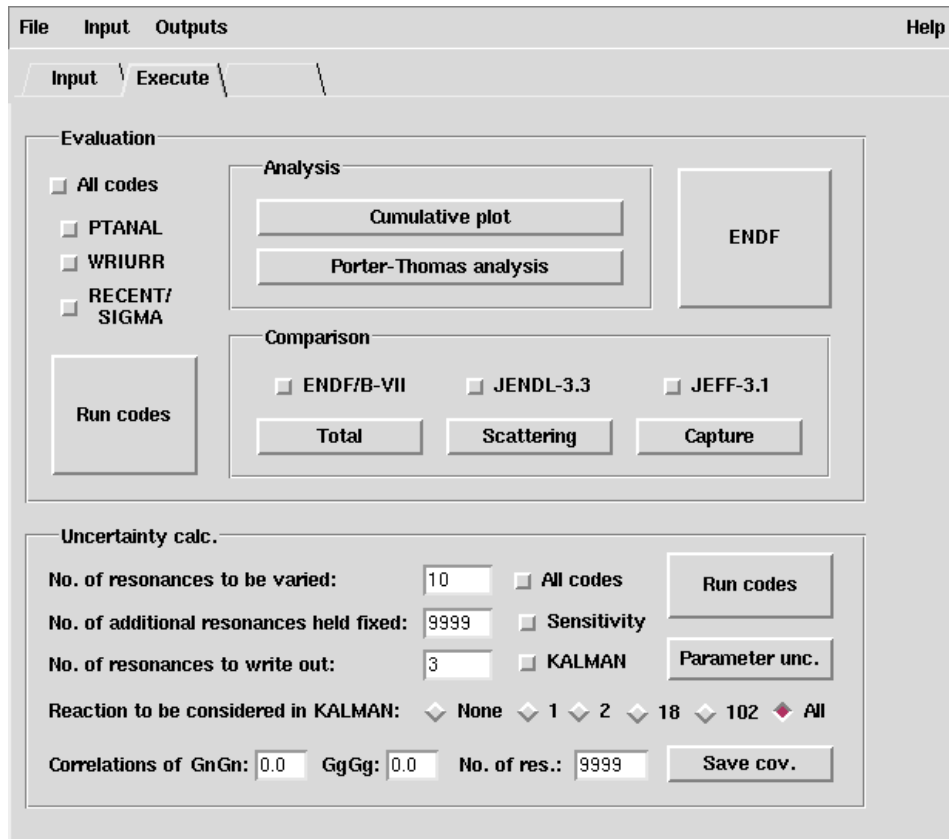 File Input Outputs Help
Input Execute
Evaluation
All codes
PTANAL
WRIURR
RECENT/
SIGMA
Run codes
Analysis
Cumulative plot
Porter-Thomas analysis
ENDF
Comparison
ENDF/B-VII JENDL-3.3 JEFF-3.1
Total Scattering Capture
Uncertainty calc.
No. of resonances to be varied: 10 All codes Run codes
No. of additional resonances held fixed: 9999 Sensitivity
No. of resonances to write out: 3 KALMAN Parameter unc.
Reaction to be considered in KALMAN: None 1 2 18 102 All
Correlations of GnGn: 0.0 GgGg: 0.0 No. of res.: 9999 Save cov.